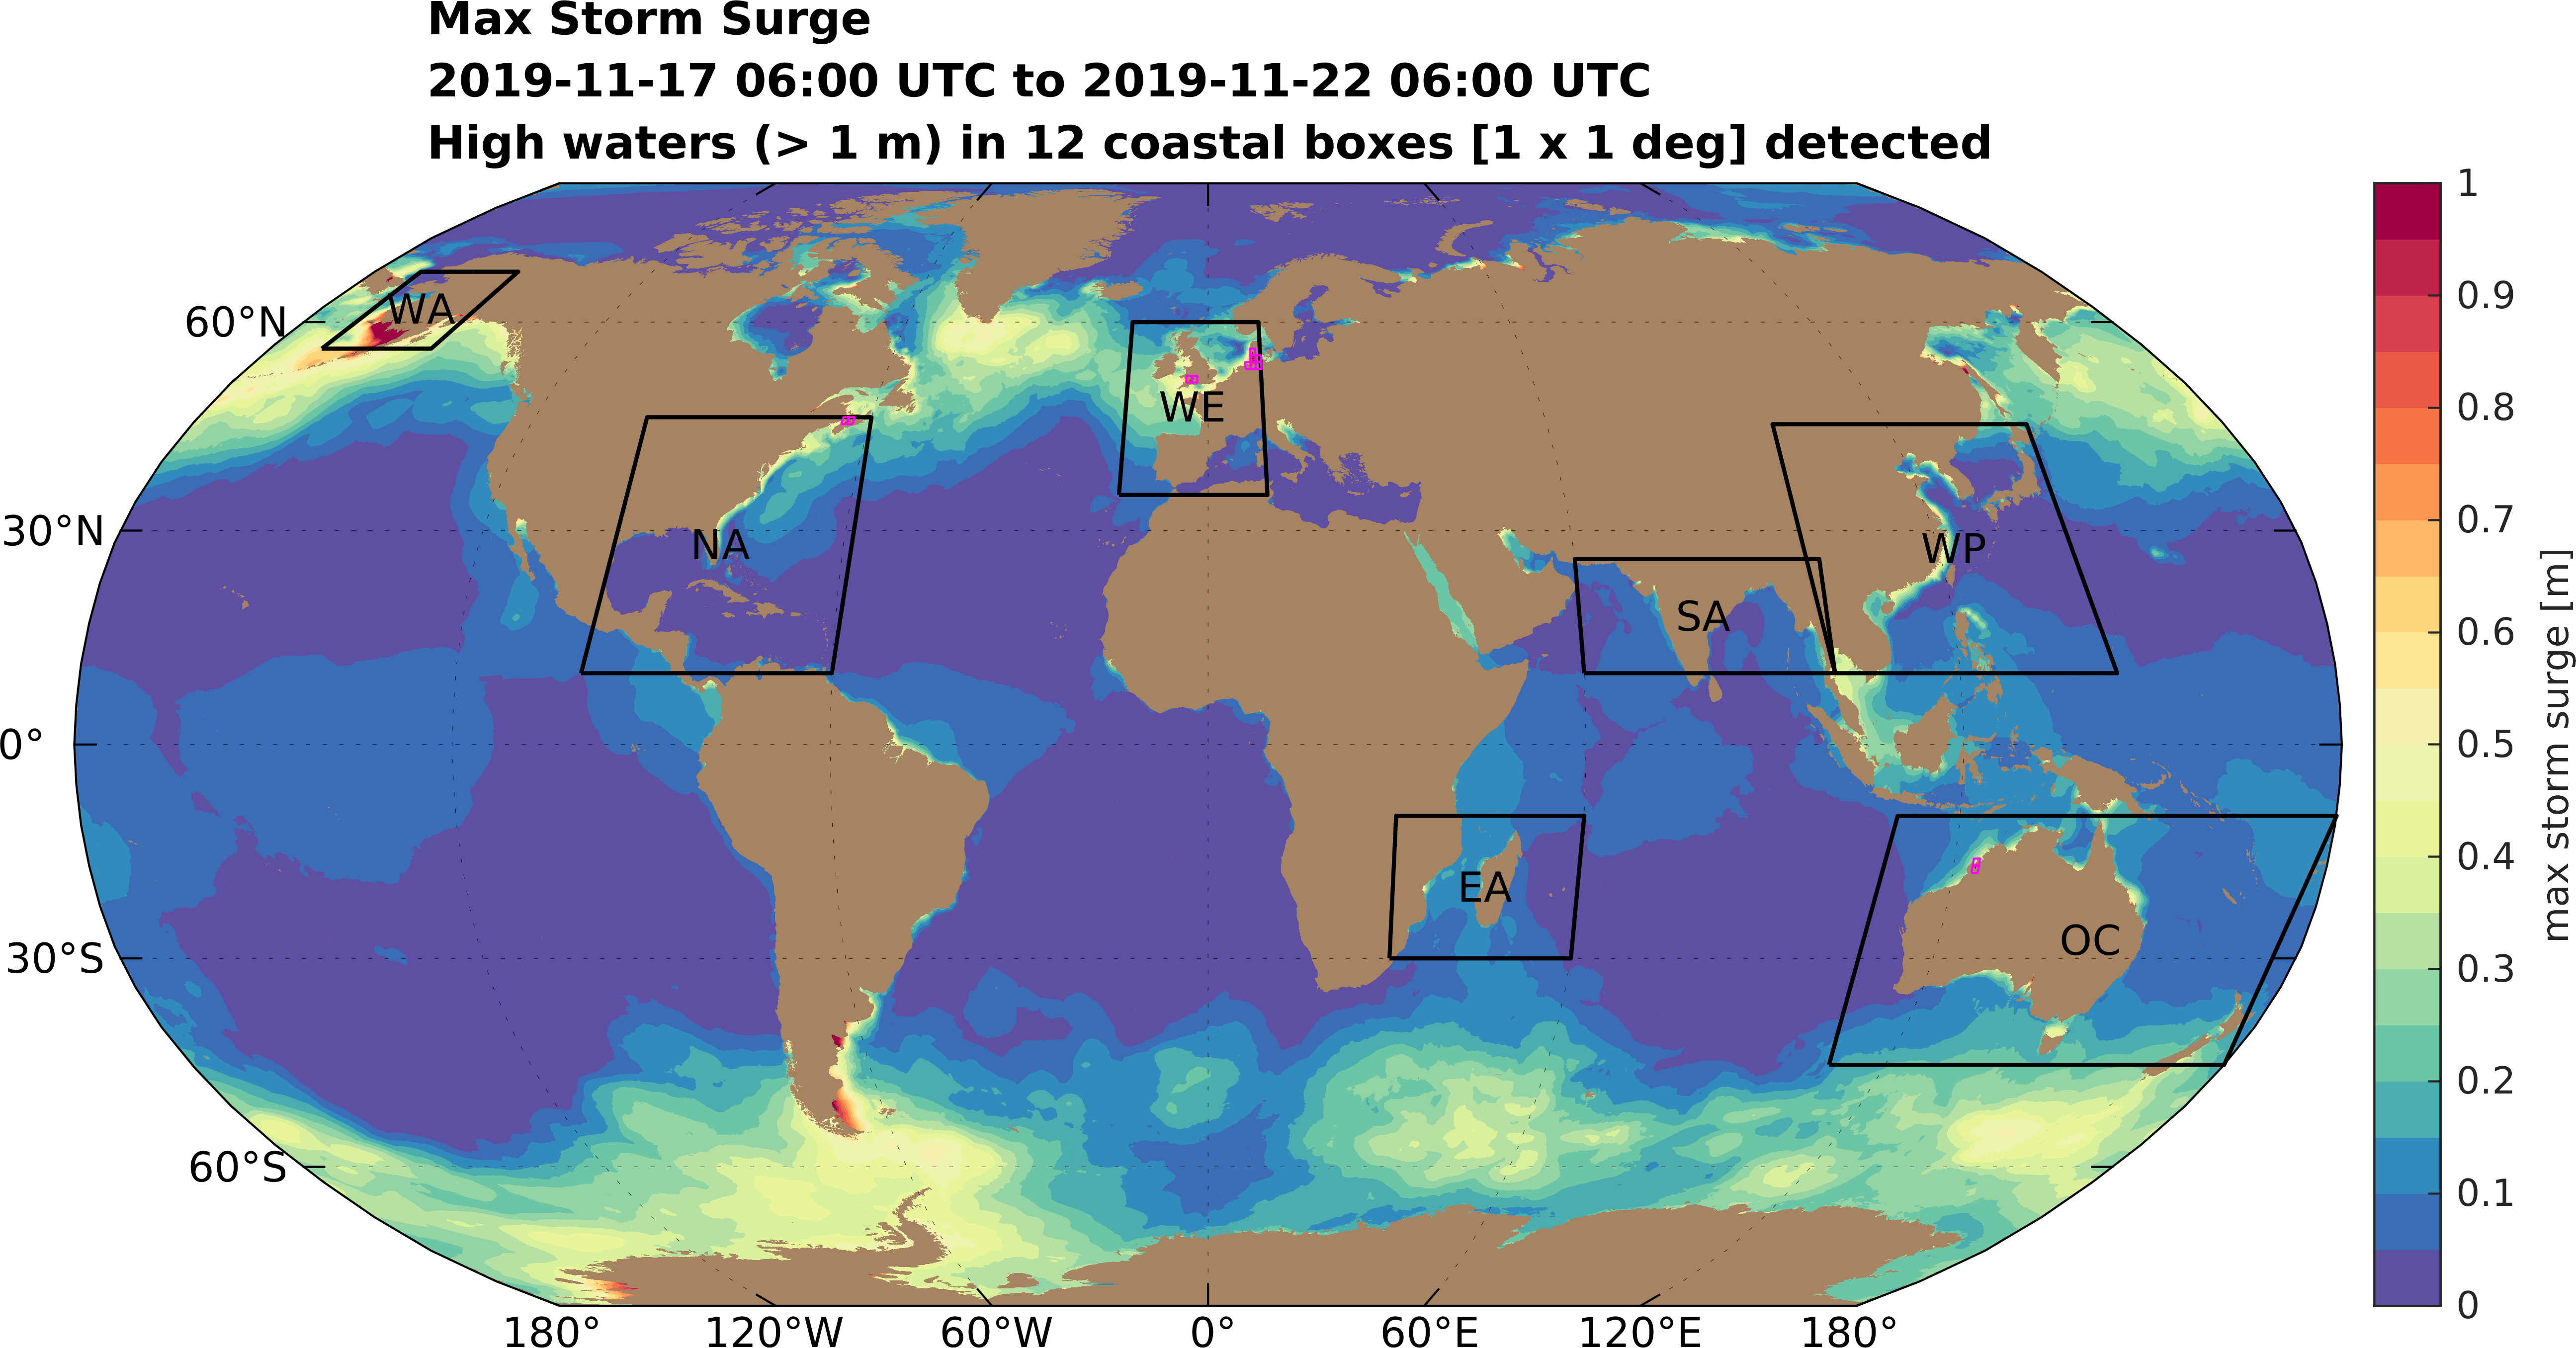 Max Storm Surge
2019-11-17 06:00 UTC to 2019-11-22 06:00 UTC
High waters (> 1 m) in 12 coastal boxes [1 x 1 deg] detected
60°N
30°N
0°
30°S
60°S
180°
120°W
60°W
0°
60°E
120°E
180°
WA
NA
WE
SA
WP
EA
OC
1
0.9
0.8
0.7
0.6
0.5
0.4
0.3
0.2
0.1
0
max storm surge [m]